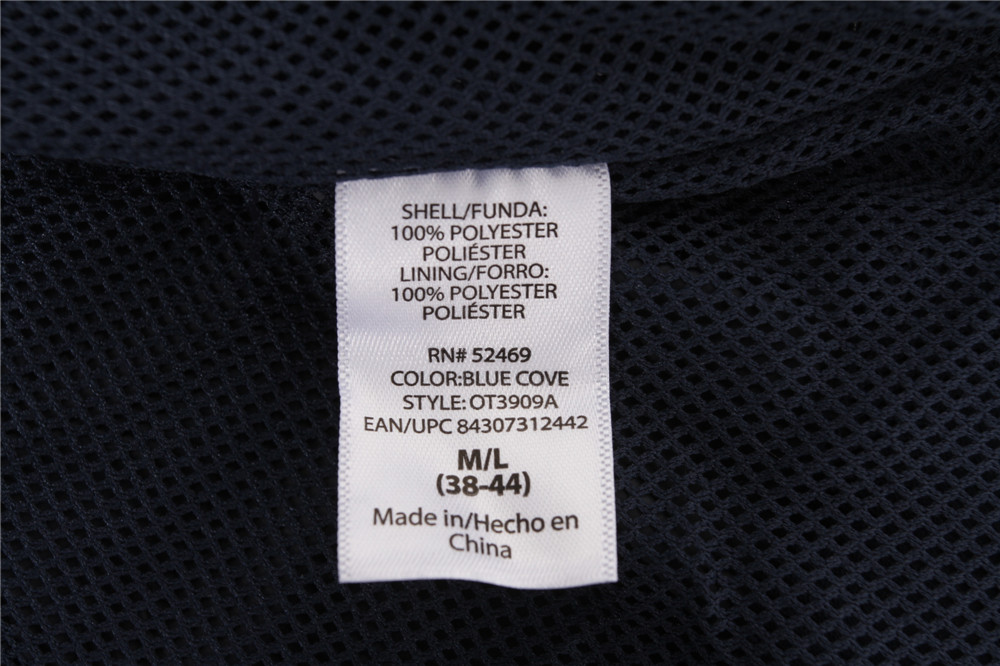 SHELL/FUNDA:
100% POLYESTER
POLIÉSTER
LINING/FORRO:
100% POLYESTER
POLIÉSTER
RN# 52469
COLOR:BLUE COVE
STYLE: OT3909A
EAN/UPC 84307312442
M/L
(38-44)
Made in/Hecho en
China